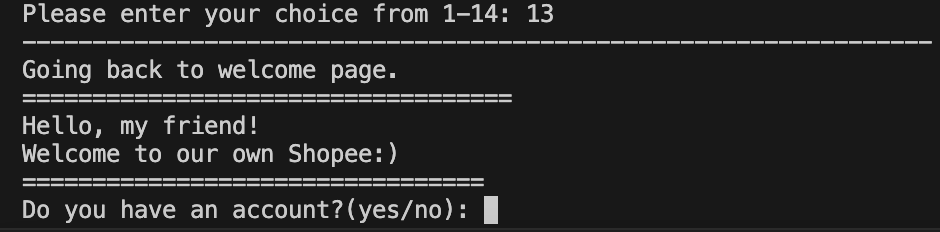 Please enter your choice from 1-14: 13
-----------------------------------------------------------------
Going back to welcome page.
===================================
Hello, my friend!
Welcome to our own Shopee:)
=================================
Do you have an account?(yes/no):